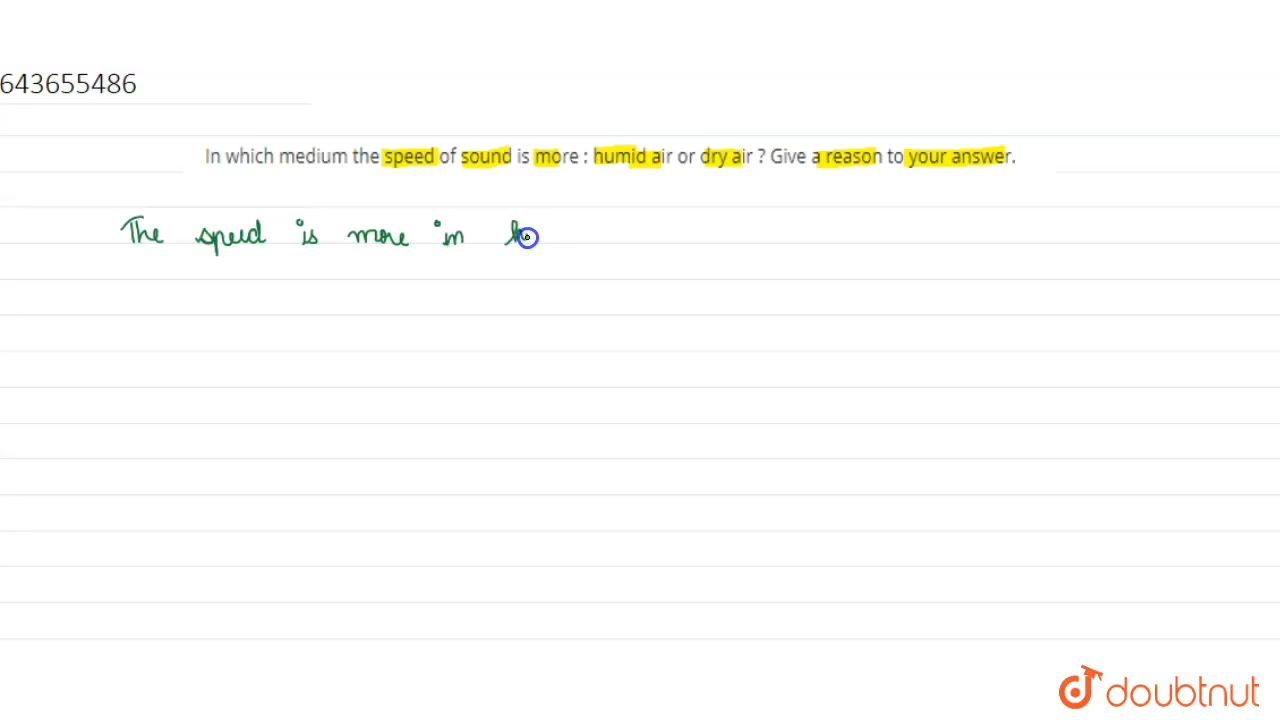 643655486
In which medium the speed of sound is more : humid air or dry air ? Give a reason to your answer.
The speed is more in h
doubtnut